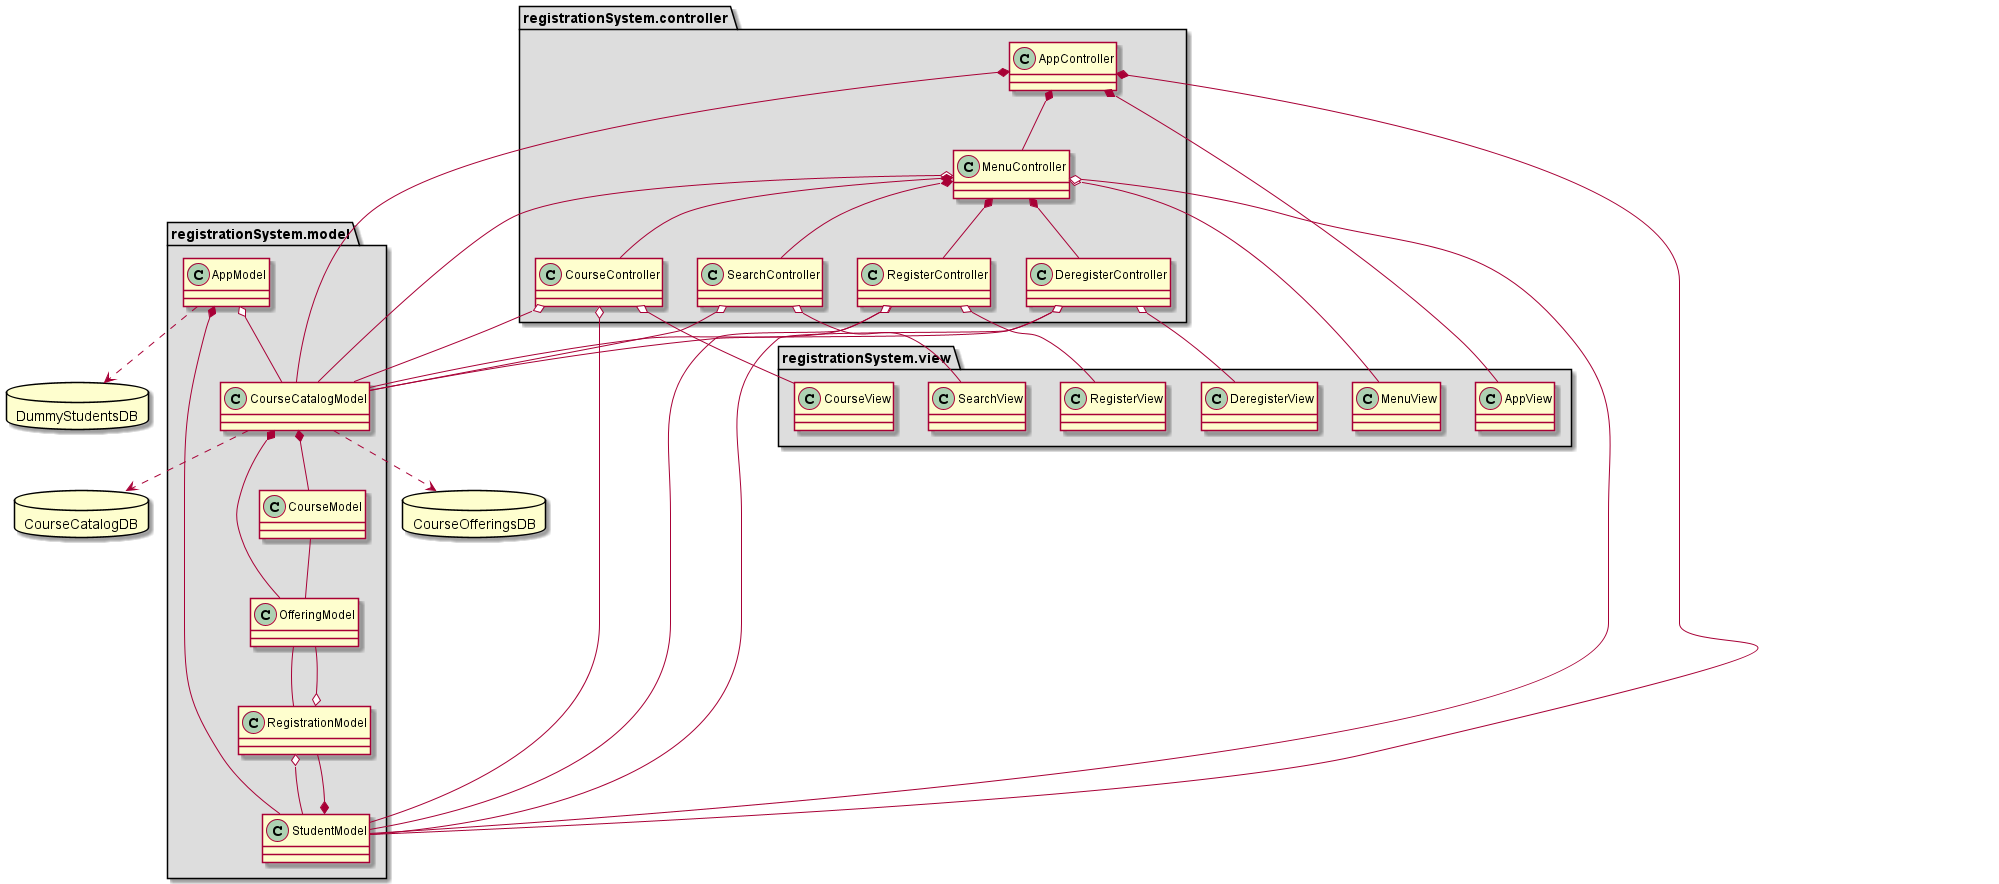 registrationSystem.controller
C AppController
C MenuController
registrationSystem.model
C AppModel
C CourseController
C SearchController
C RegisterController
C DeregisterController
registrationSystem.view
DummyStudentsDB
C CourseCatalogModel
C CourseView
C SearchView
C RegisterView
C DeregisterView
C MenuView
C AppView
CourseCatalogDB
C CourseModel
CourseOfferingsDB
C OfferingModel
C RegistrationModel
C StudentModel